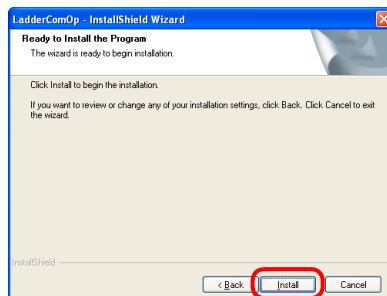 LadderComOp - InstallShield Wizard
Ready to Install the Program
The wizard is ready to begin installation.
Click Install to begin the installation.
If you want to review or change any of your installation settings, click Back. Click Cancel to exit
the wizard.
InstallShield
< Back Install Cancel